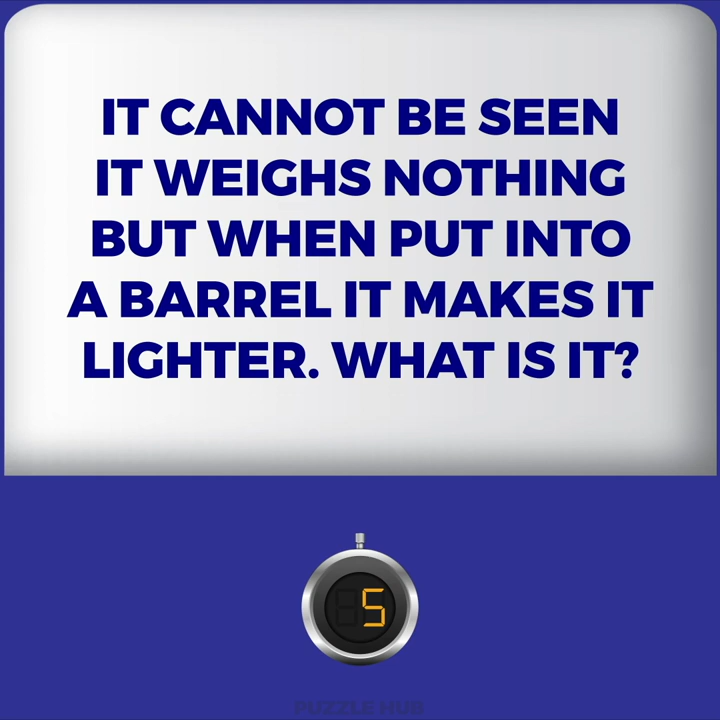 IT CANNOT BE SEEN
IT WEIGHS NOTHING
BUT WHEN PUT INTO
A BARREL IT MAKES IT
LIGHTER. WHAT IS IT?
5
PUZZLE HUB